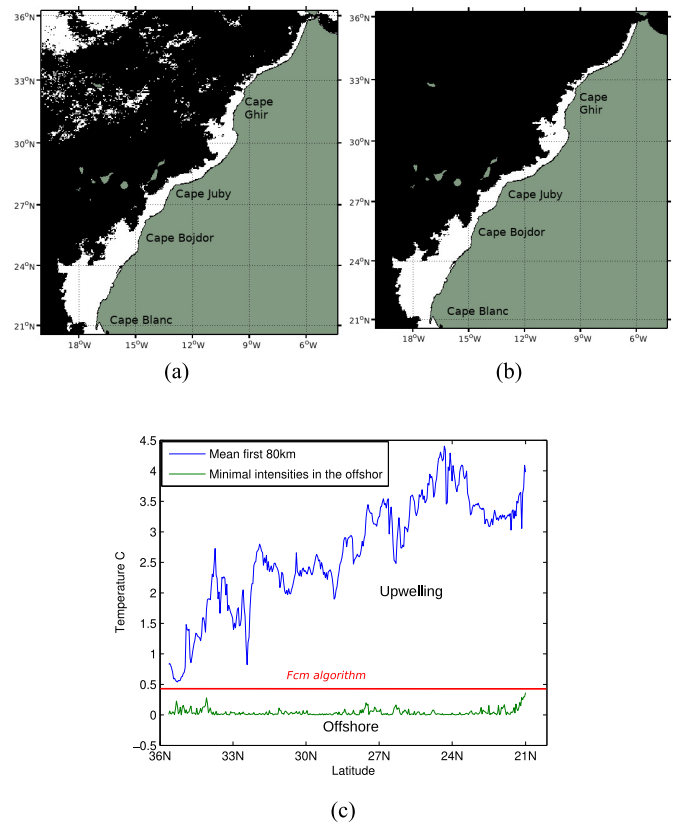 36°N
33°N
30°N
27°N
24°N
21°N
18°W
15°W
12°W
9°W
6°W
Cape
Ghir
Cape Juby
Cape Bojdor
Cape Blanc
(a)
36°N
33°N
30°N
27°N
24°N
21°N
18°W
15°W
12°W
9°W
6°W
Cape
Ghir
Cape Juby
Cape Bojdor
Cape Blanc
(b)
4.5
4
3.5
3
2.5
2
1.5
1
0.5
0
−0.5
Temperature C
Mean first 80km
Minimal intensities in the offshor
Upwelling
Fcm algorithm
Offshore
36N
33N
30N
27N
24N
21N
Latitude
(c)